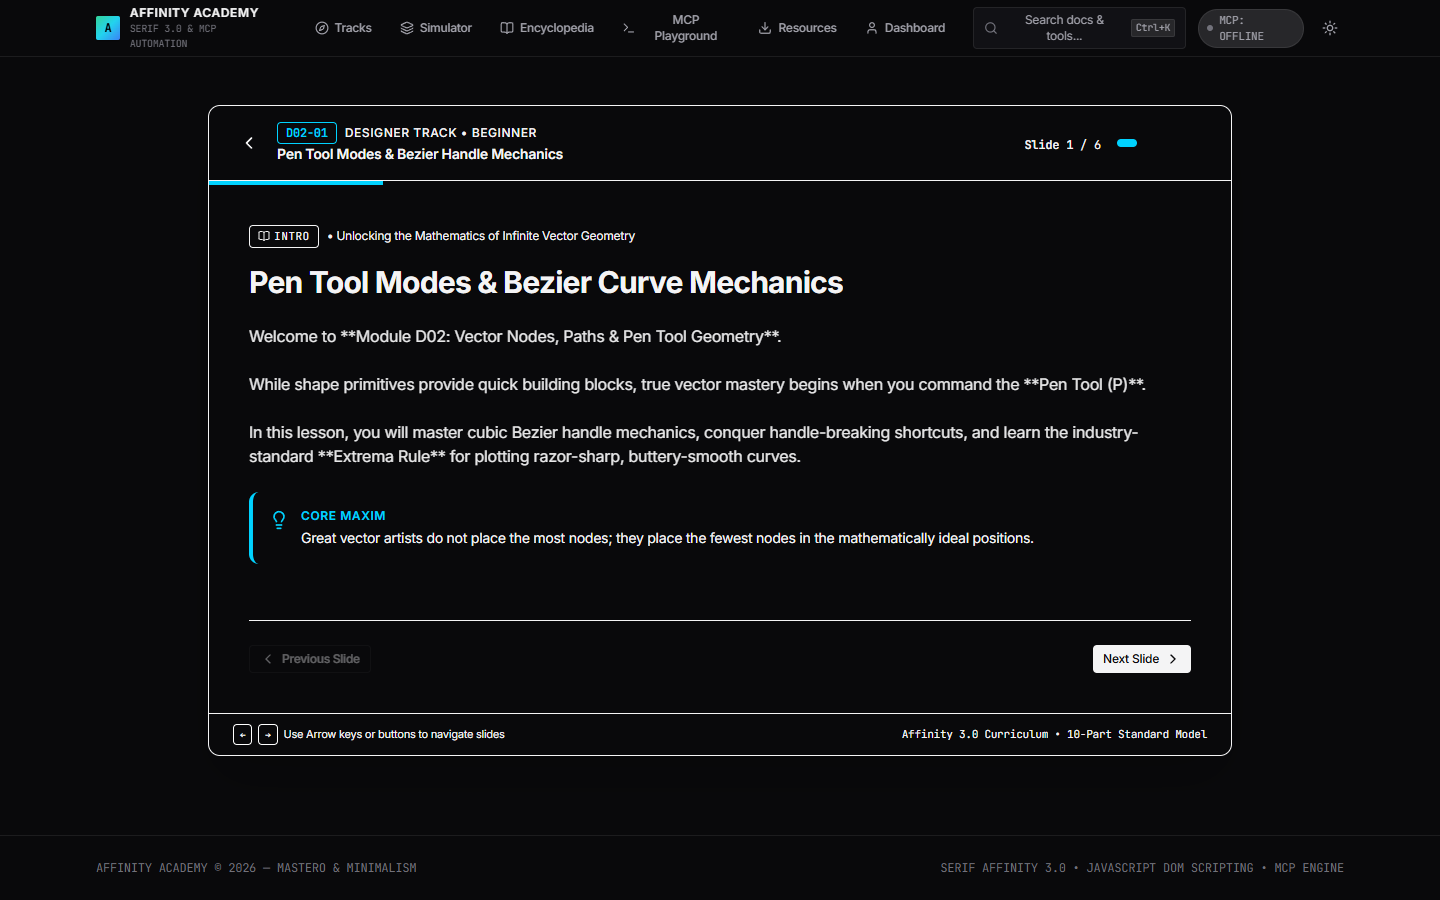 A
AFFINITY ACADEMY
SERIF 3.0 & MCP
AUTOMATION
Tracks
Simulator
Encyclopedia
MCP
Playground
Resources
Dashboard
Search docs &
tools...
Ctrl+K
MCP:
OFFLINE
D02-01
DESIGNER TRACK • BEGINNER
Pen Tool Modes & Bezier Handle Mechanics
Slide 1 / 6
INTRO
• Unlocking the Mathematics of Infinite Vector Geometry
Pen Tool Modes & Bezier Curve Mechanics
Welcome to **Module D02: Vector Nodes, Paths & Pen Tool Geometry**.
While shape primitives provide quick building blocks, true vector mastery begins when you command the **Pen Tool (P)**.
In this lesson, you will master cubic Bezier handle mechanics, conquer handle-breaking shortcuts, and learn the industry-
standard **Extrema Rule** for plotting razor-sharp, buttery-smooth curves.
CORE MAXIM
Great vector artists do not place the most nodes; they place the fewest nodes in the mathematically ideal positions.
Previous Slide
Next Slide
← → Use Arrow keys or buttons to navigate slides
Affinity 3.0 Curriculum • 10-Part Standard Model
AFFINITY ACADEMY © 2026 — MASTERO & MINIMALISM
SERIF AFFINITY 3.0 • JAVASCRIPT DOM SCRIPTING • MCP ENGINE